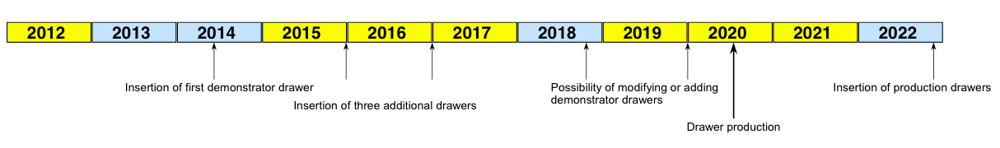 2012 2013 2014 2015 2016 2017 2018 2019 2020 2021 2022
Insertion of first demonstrator drawer
Insertion of three additional drawers
Possibility of modifying or adding
demonstrator drawers
Drawer production
Insertion of production drawers